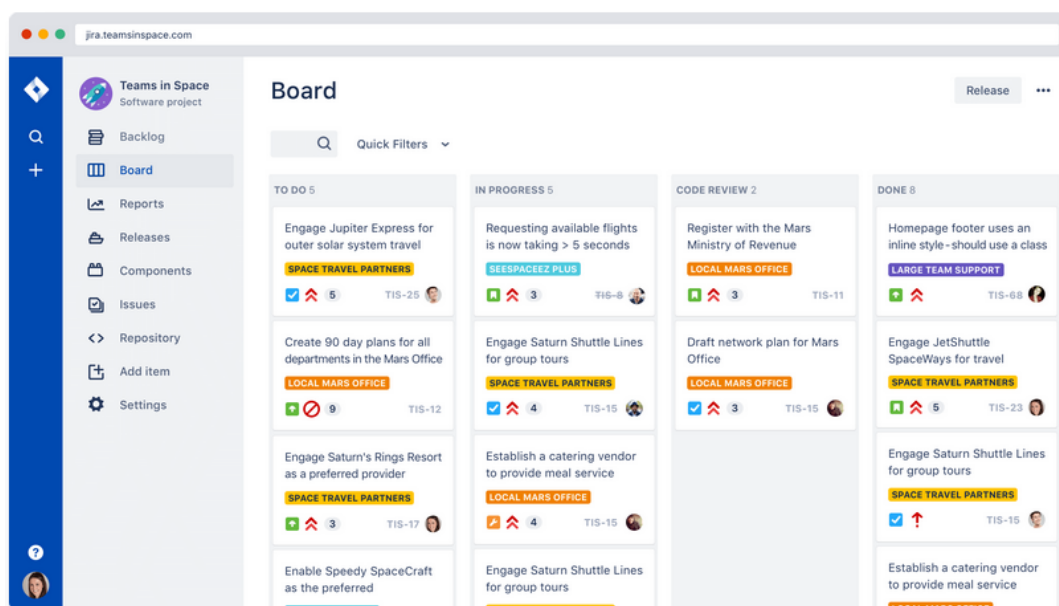 jira.teamsinspace.com
Teams in Space
Software project
Backlog
Board
Reports
Releases
Components
Issues
Repository
Add item
Settings
?
Board
Release
Quick Filters
TO DO 5
Engage Jupiter Express for
outer solar system travel
SPACE TRAVEL PARTNERS
5
TIS-25
Create 90 day plans for all
departments in the Mars Office
LOCAL MARS OFFICE
9
TIS-12
Engage Saturn's Rings Resort
as a preferred provider
SPACE TRAVEL PARTNERS
3
TIS-17
Enable Speedy SpaceCraft
as the preferred
IN PROGRESS 5
Requesting available flights
is now taking > 5 seconds
SEESPACEEZ PLUS
3
TIS-8
Engage Saturn Shuttle Lines
for group tours
SPACE TRAVEL PARTNERS
4
TIS-15
Establish a catering vendor
to provide meal service
LOCAL MARS OFFICE
4
TIS-15
Engage Saturn Shuttle Lines
for group tours
CODE REVIEW 2
Register with the Mars
Ministry of Revenue
LOCAL MARS OFFICE
3
TIS-11
Draft network plan for Mars
Office
LOCAL MARS OFFICE
3
TIS-15
DONE 8
Homepage footer uses an
inline style-should use a class
LARGE TEAM SUPPORT
TIS-68
Engage JetShuttle
SpaceWays for travel
SPACE TRAVEL PARTNERS
5
TIS-23
Engage Saturn Shuttle Lines
for group tours
SPACE TRAVEL PARTNERS
TIS-15
Establish a catering vendor
to provide meal service